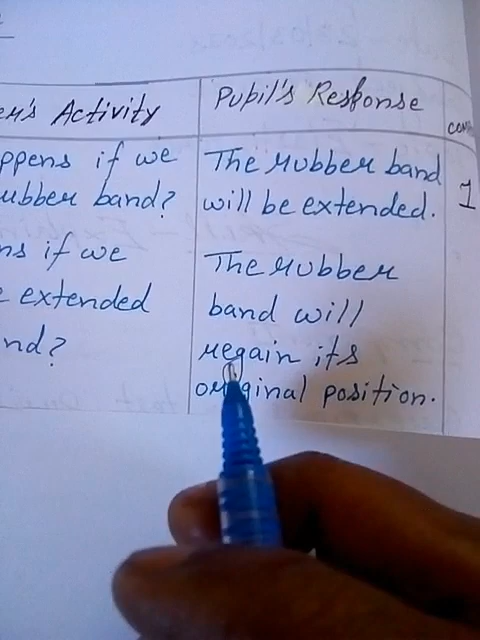 er's Activity
Pupil's Response
ppens if we
ubber band?
ns if we
e extended
nd?
The rubber band
will be extended.
The rubber
band will
regain its
original position.
1